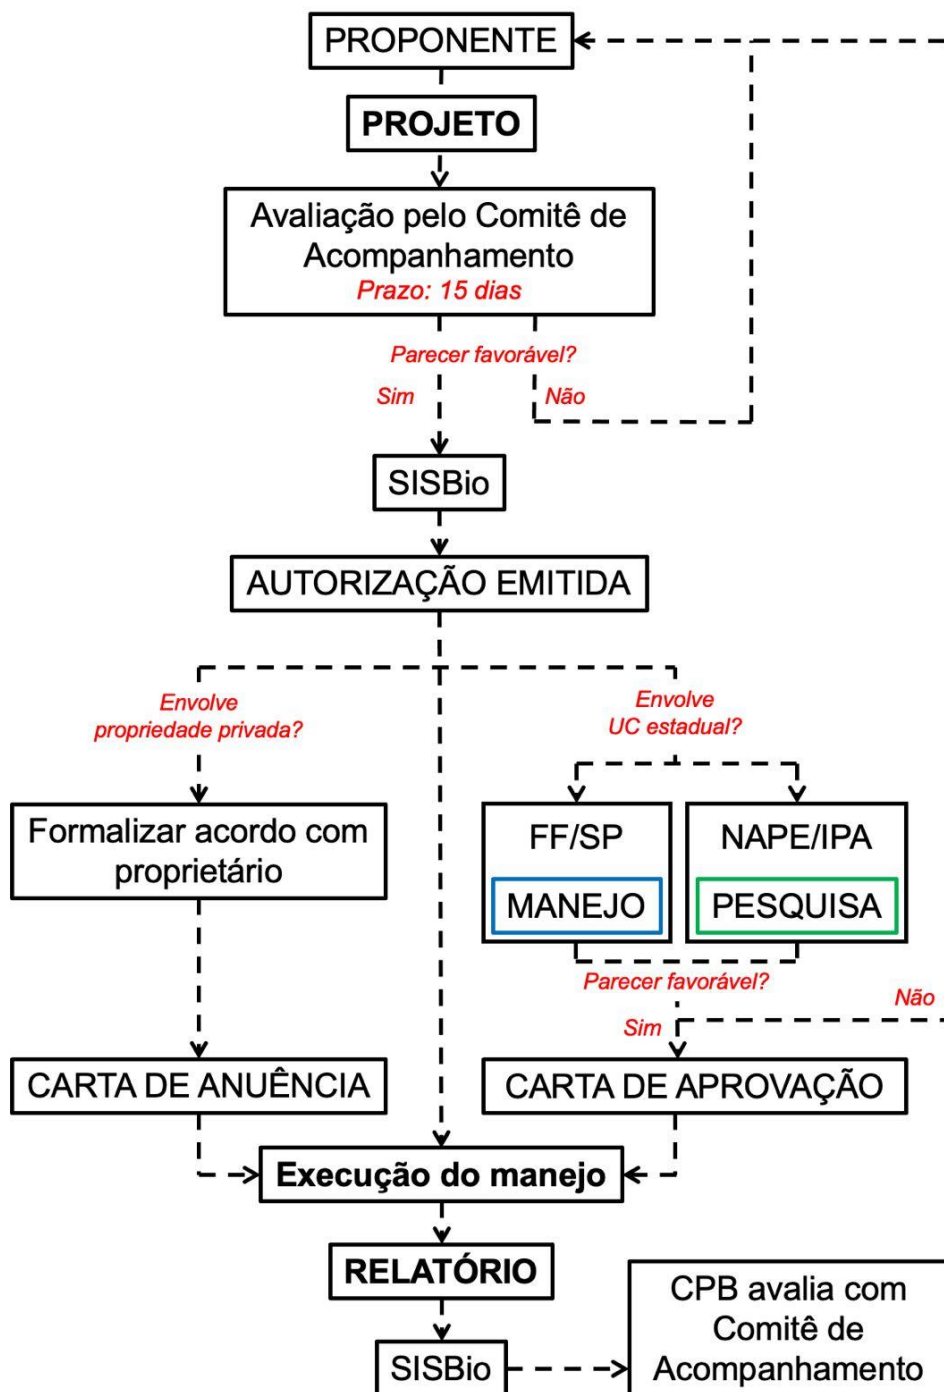 PROPONENTE
PROJETO
Avaliação pelo Comitê de
Acompanhamento
Prazo: 15 dias
Parecer favorável?
Sim
Não
SISBio
AUTORIZAÇÃO EMITIDA
Envolve
propriedade privada?
Envolve
UC estadual?
Formalizar acordo com
proprietário
FF/SP
MANEJO
NAPE/IPA
PESQUISA
Parecer favorável?
Não
Sim
CARTA DE ANUÊNCIA
CARTA DE APROVAÇÃO
Execução do manejo
RELATÓRIO
SISBio
CPB avalia com
Comitê de
Acompanhamento